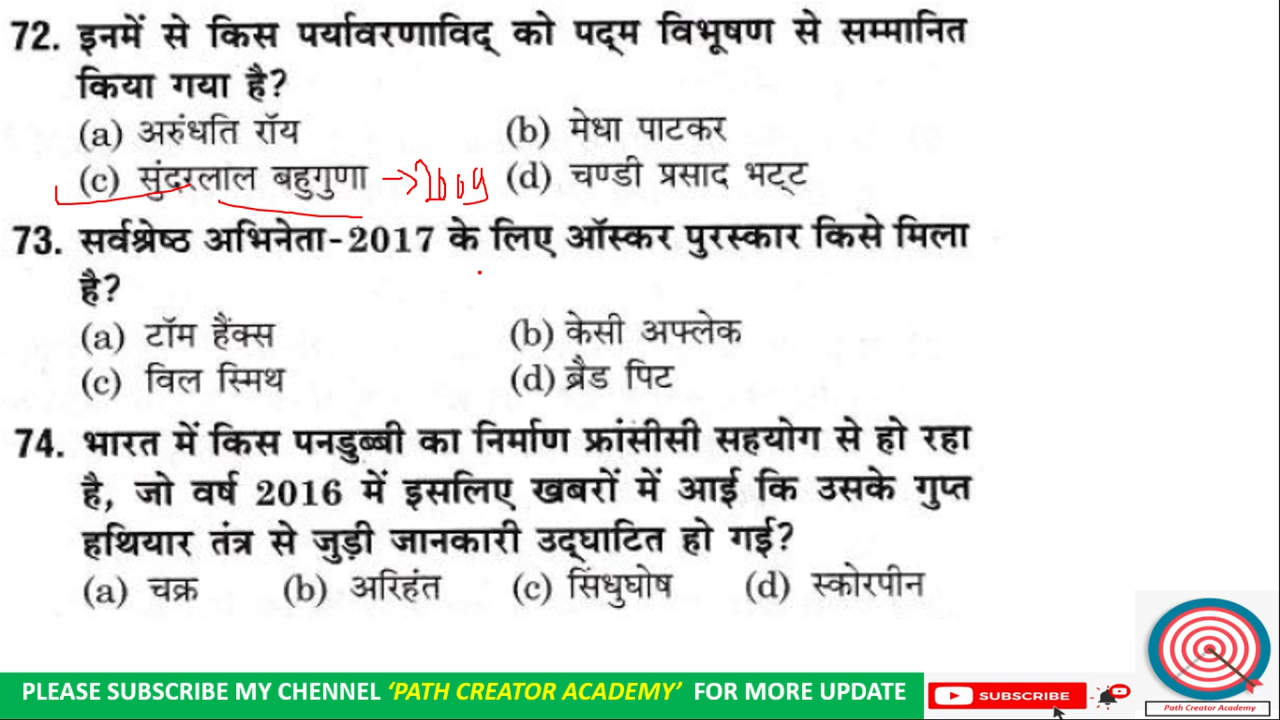 72. इनमें से किस पर्यावरणाविद् को पद्म विभूषण से सम्मानित
किया गया है?
(a) अरुंधति रॉय (b) मेधा पाटकर
(c) सुंदरलाल बहुगुणा → 2009 (d) चण्डी प्रसाद भट्ट
73. सर्वश्रेष्ठ अभिनेता-2017 के लिए ऑस्कर पुरस्कार किसे मिला
है?
(a) टॉम हैंक्स (b) केसी अफ्लेक
(c) विल स्मिथ (d) ब्रैड पिट
74. भारत में किस पनडुब्बी का निर्माण फ्रांसीसी सहयोग से हो रहा
है, जो वर्ष 2016 में इसलिए खबरों में आई कि उसके गुप्त
हथियार तंत्र से जुड़ी जानकारी उद्घाटित हो गई?
(a) चक्र (b) अरिहंत (c) सिंधुघोष (d) स्कोरपीन
PLEASE SUBSCRIBE MY CHENNEL ‘PATH CREATOR ACADEMY’ FOR MORE UPDATE
SUBSCRIBE
Path Creator Academy